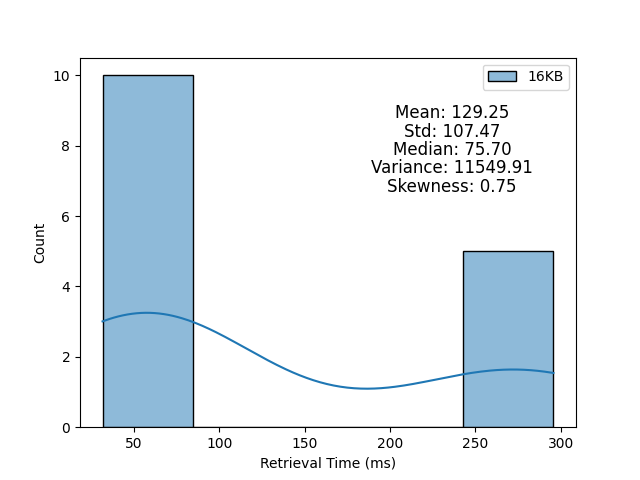 16KB
Mean: 129.25
Std: 107.47
Median: 75.70
Variance: 11549.91
Skewness: 0.75
10
8
6
4
2
0
Count
50 100 150 200 250 300
Retrieval Time (ms)